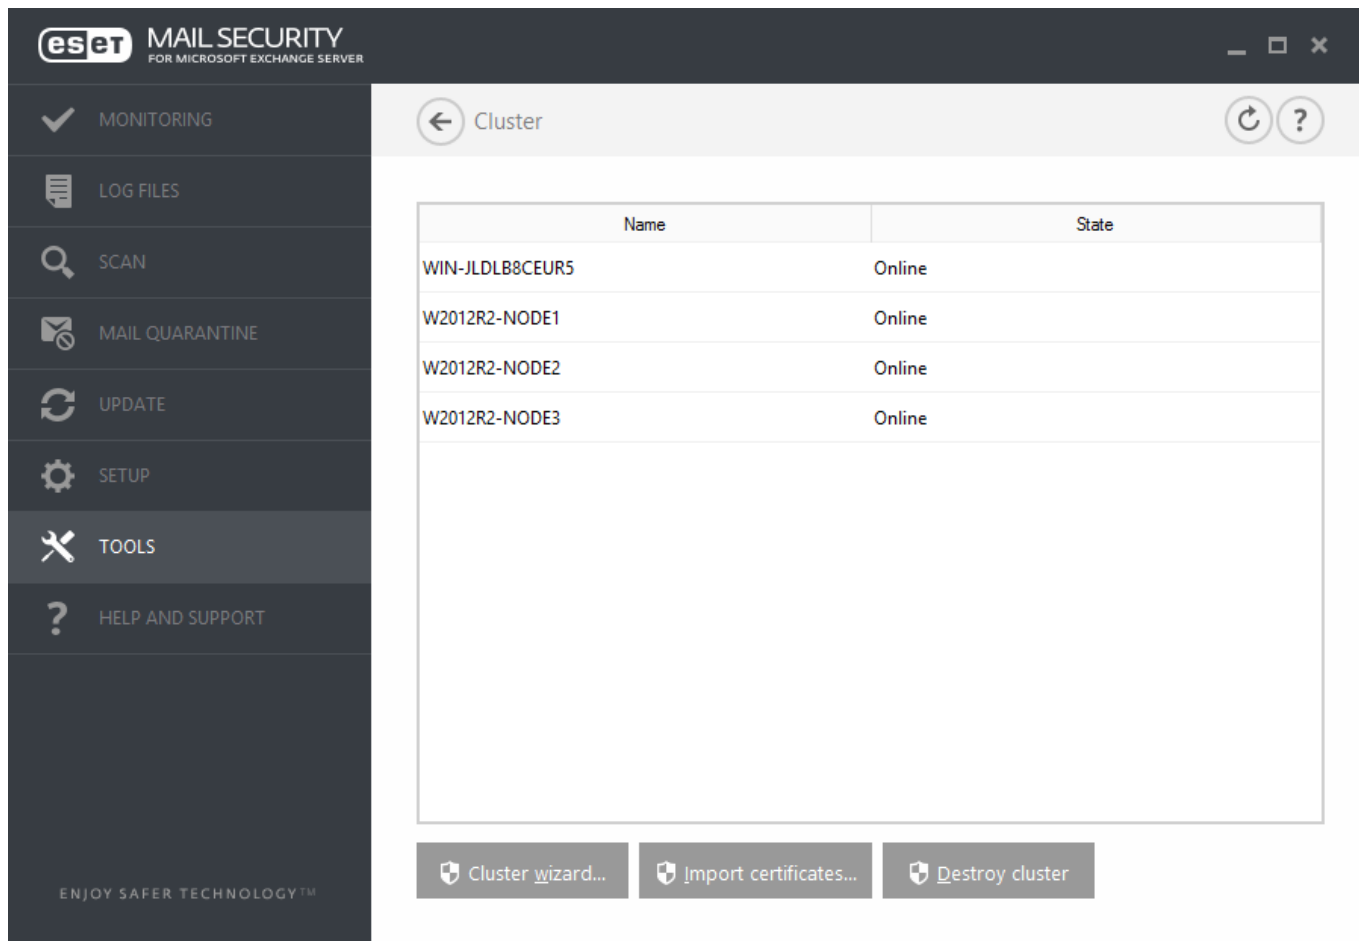 eset MAIL SECURITY
FOR MICROSOFT EXCHANGE SERVER
MONITORING
LOG FILES
SCAN
MAIL QUARANTINE
UPDATE
SETUP
TOOLS
HELP AND SUPPORT
ENJOY SAFER TECHNOLOGY™
Cluster
?
Name State
WIN-JLDLB8CEUR5 Online
W2012R2-NODE1 Online
W2012R2-NODE2 Online
W2012R2-NODE3 Online
Cluster wizard... Import certificates... Destroy cluster